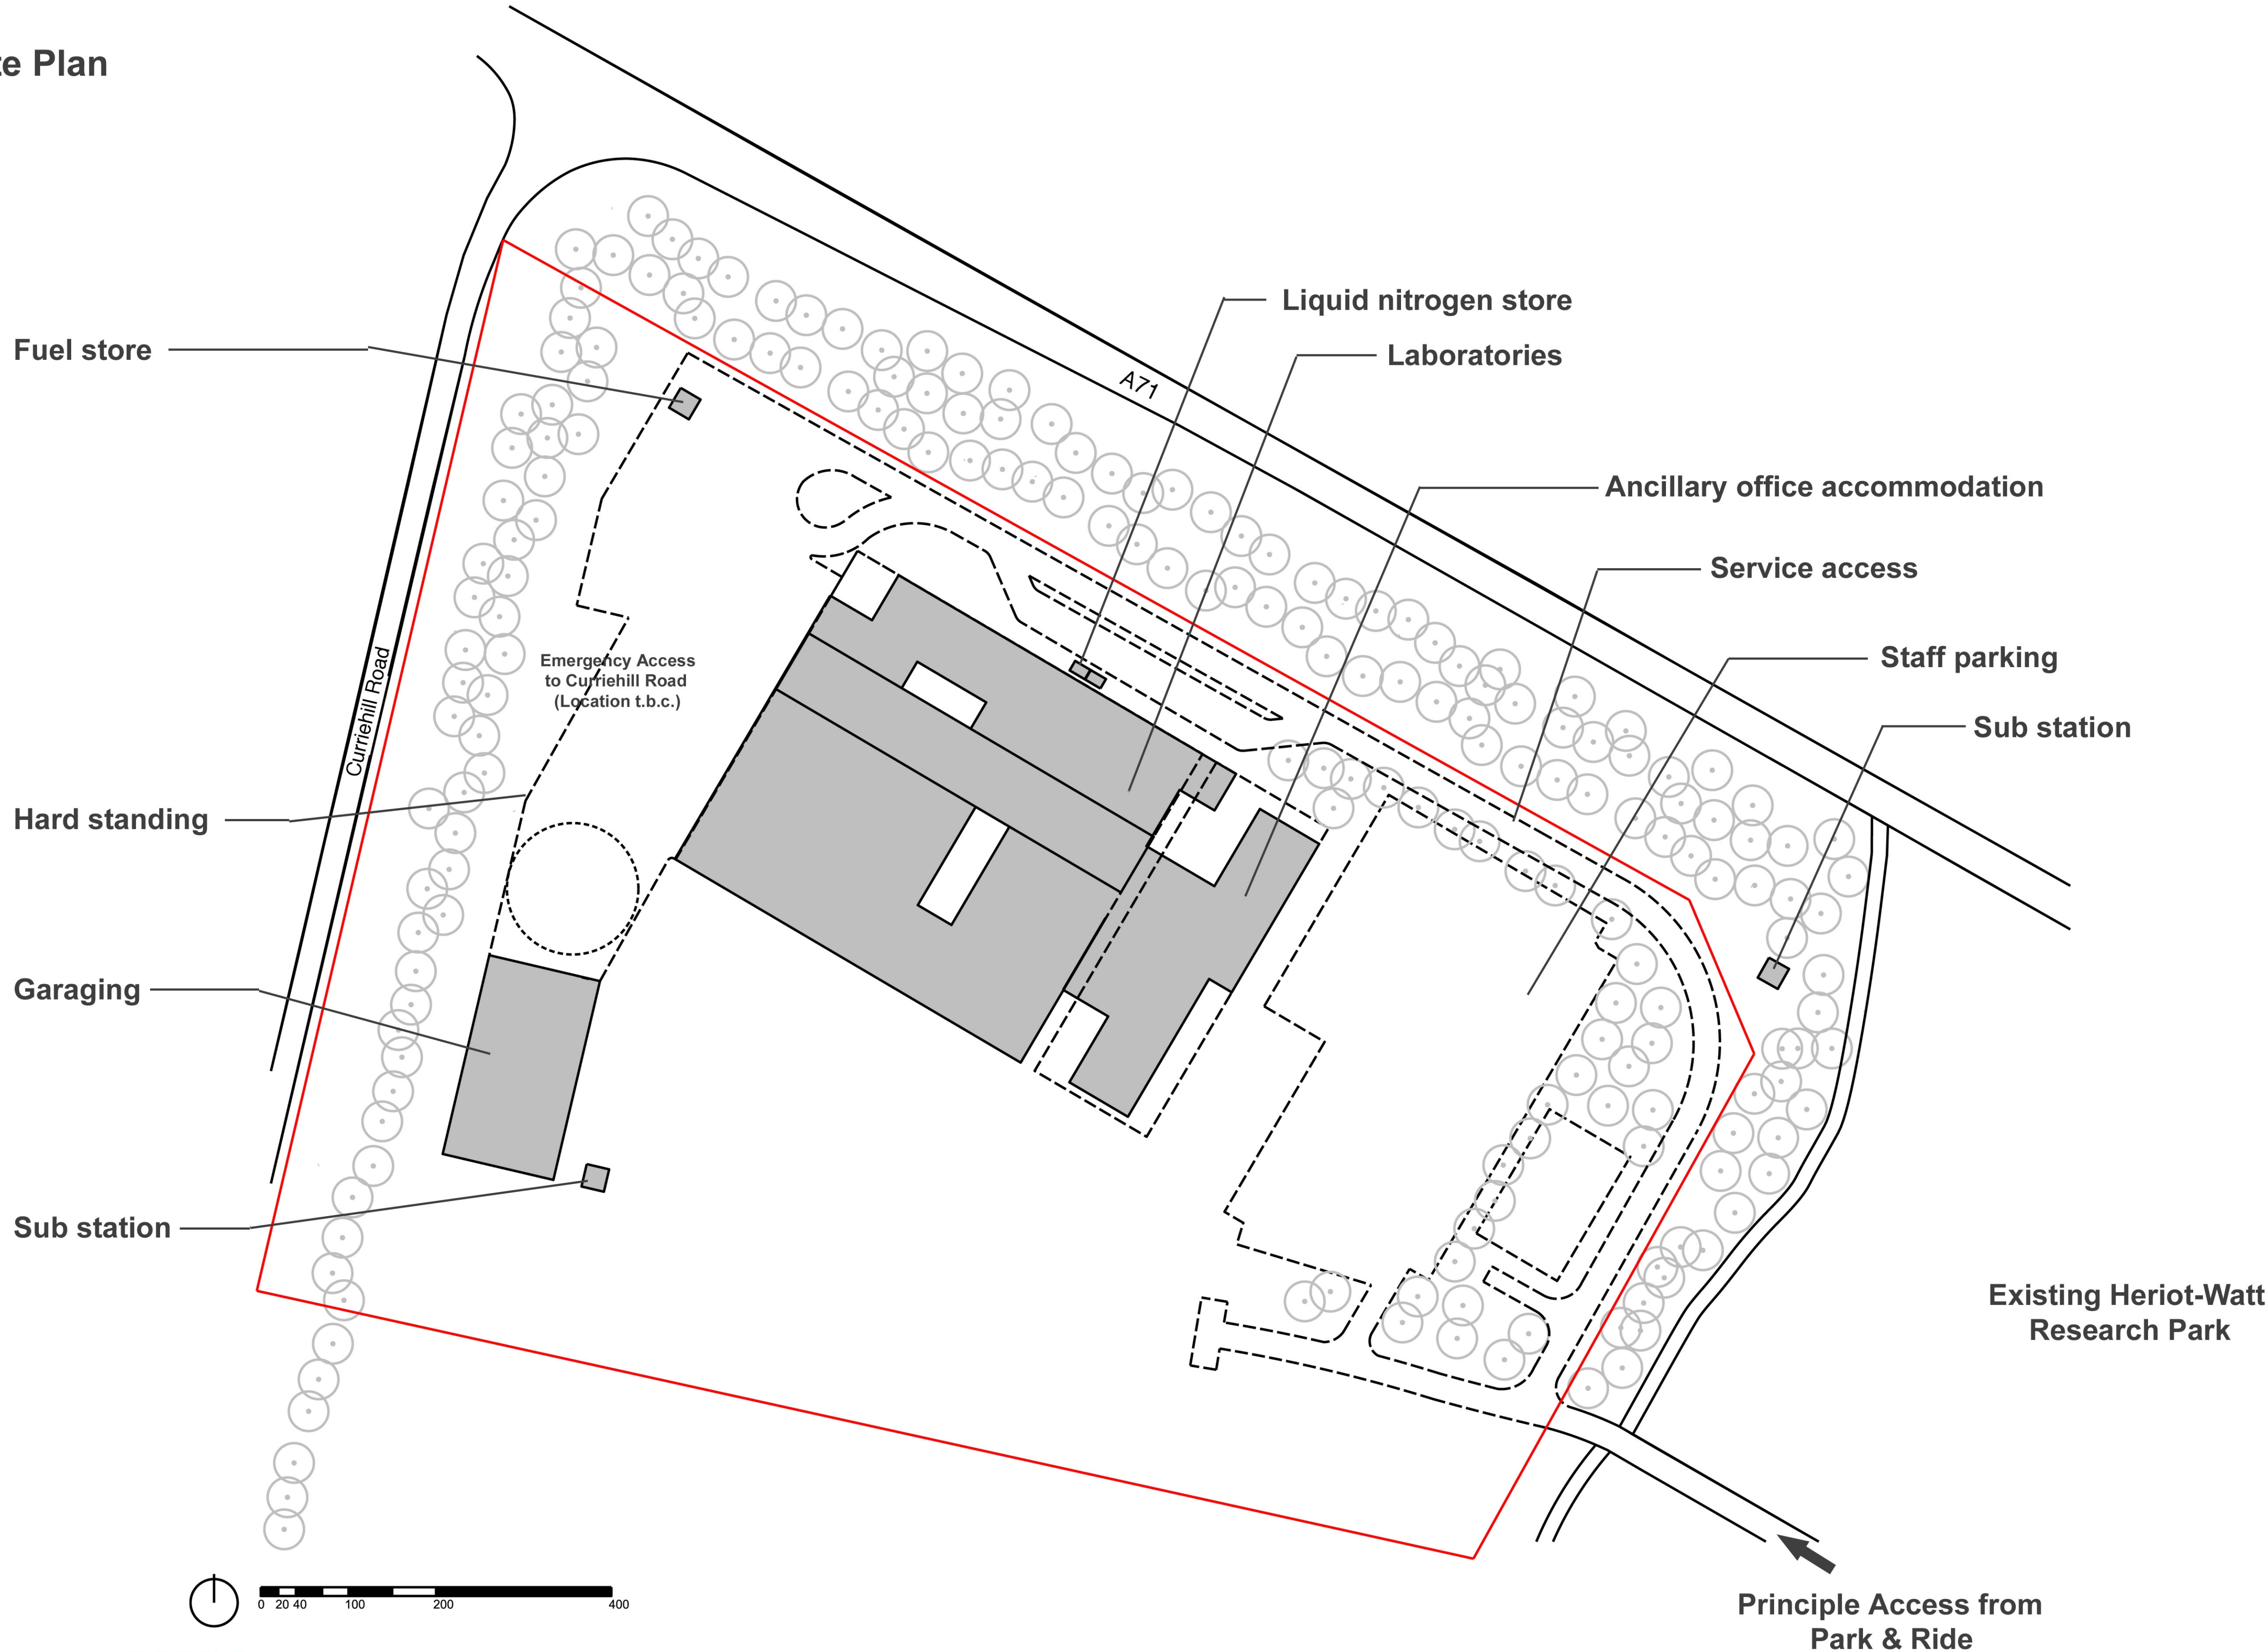 te Plan
Liquid nitrogen store
Fuel store
Laboratories
A71
Ancillary office accommodation
Service access
Emergency Access
to Curriehill Road
(Location t.b.c.)
Staff parking
Curriehill Road
Sub station
Hard standing
Garaging
Sub station
Existing Heriot-Watt
Research Park
0 20 40 100 200 400
Principle Access from
Park & Ride